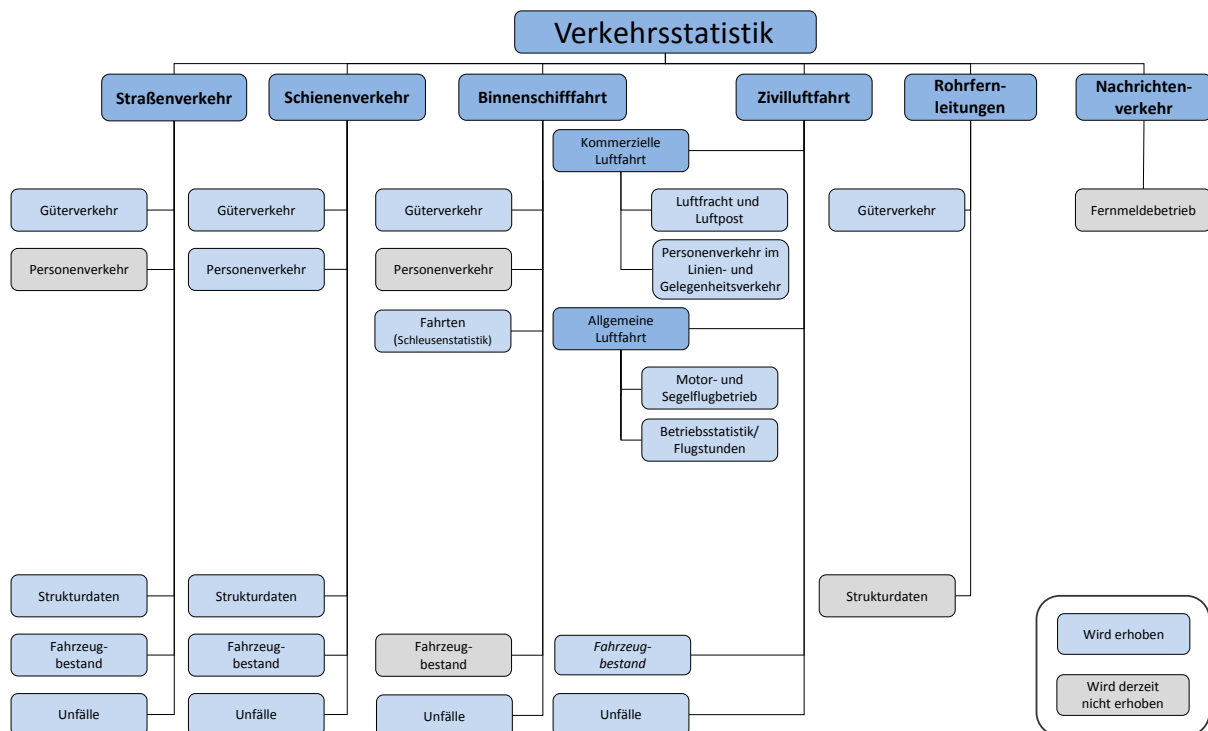 Verkehrsstatistik
Straßenverkehr
Schienenverkehr
Binnenschifffahrt
Zivilluftfahrt
Rohrfern-
leitungen
Nachrichten-
verkehr
Güterverkehr
Personenverkehr
Strukturdaten
Fahrzeug-
bestand
Unfälle
Güterverkehr
Personenverkehr
Strukturdaten
Fahrzeug-
bestand
Unfälle
Güterverkehr
Personenverkehr
Fahrten
(Schleusenstatistik)
Fahrzeug-
bestand
Unfälle
Kommerzielle
Luftfahrt
Luftfracht und
Luftpost
Personenverkehr im
Linien- und
Gelegenheitsverkehr
Allgemeine
Luftfahrt
Motor- und
Segelflugbetrieb
Betriebsstatistik/
Flugstunden
Fahrzeug-
bestand
Unfälle
Güterverkehr
Strukturdaten
Fernmeldebetrieb
Wird erhoben
Wird derzeit
nicht erhoben